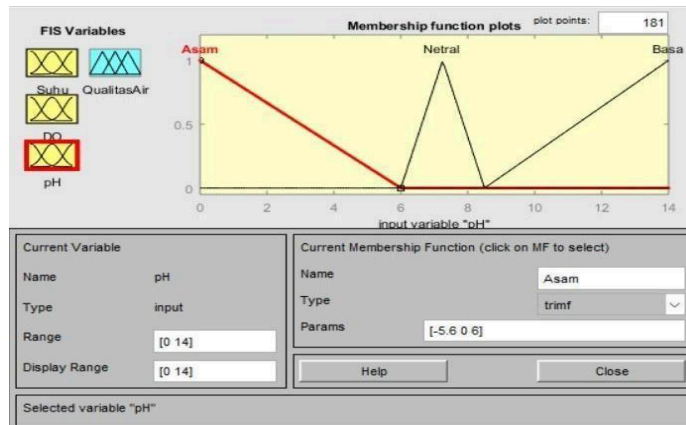 FIS Variables
Membership function plots
plot points:
181
Suhu
QualitasAir
DO
pH
Asam
Netral
Basa
1
0.5
0
0 2 4 6 8 10 12 14
input variable "pH"
Current Variable
Name pH
Type input
Range [0 14]
Display Range [0 14]
Current Membership Function (click on MF to select)
Name Asam
Type trimf
Params [-5.6 0 6]
Help
Close
Selected variable "pH"